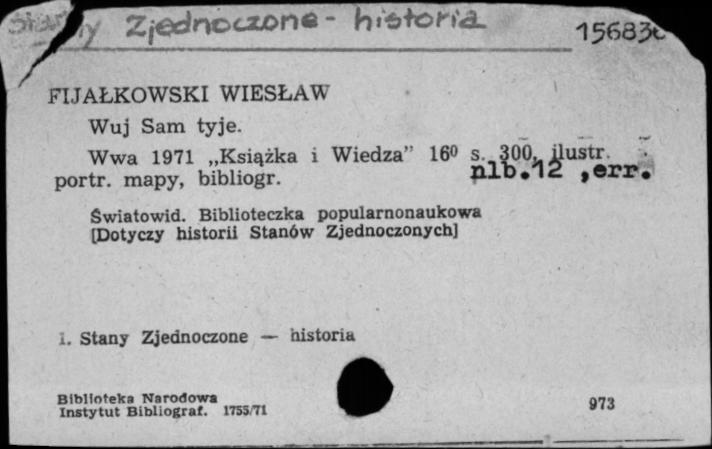 Stany Zjednoczone - historia
FIJAŁKOWSKI WIESŁAW
Wuj Sam tyje.
Wwa 1971 „Książka i Wiedza” 16⁰ s. 300, ilustr.
portr. mapy, bibliogr. nlb.12 ,err.
Światowid. Biblioteczka popularnonaukowa
[Dotyczy historii Stanów Zjednoczonych]
1. Stany Zjednoczone — historia
Biblioteka Narodowa
Instytut Bibliograf. 1755/71
973